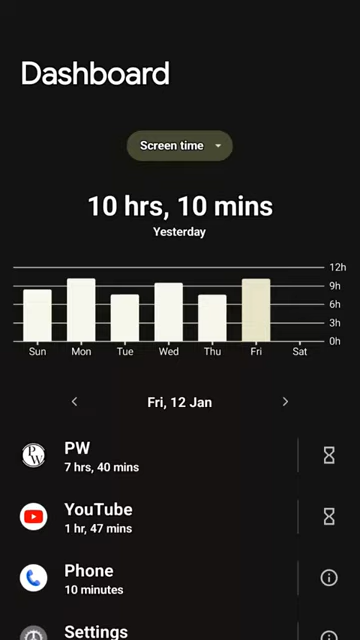 Dashboard
Screen time
10 hrs, 10 mins
Yesterday
12h
9h
6h
3h
0h
Sun Mon Tue Wed Thu Fri Sat
Fri, 12 Jan
PW
7 hrs, 40 mins
YouTube
1 hr, 47 mins
Phone
10 minutes
Settings